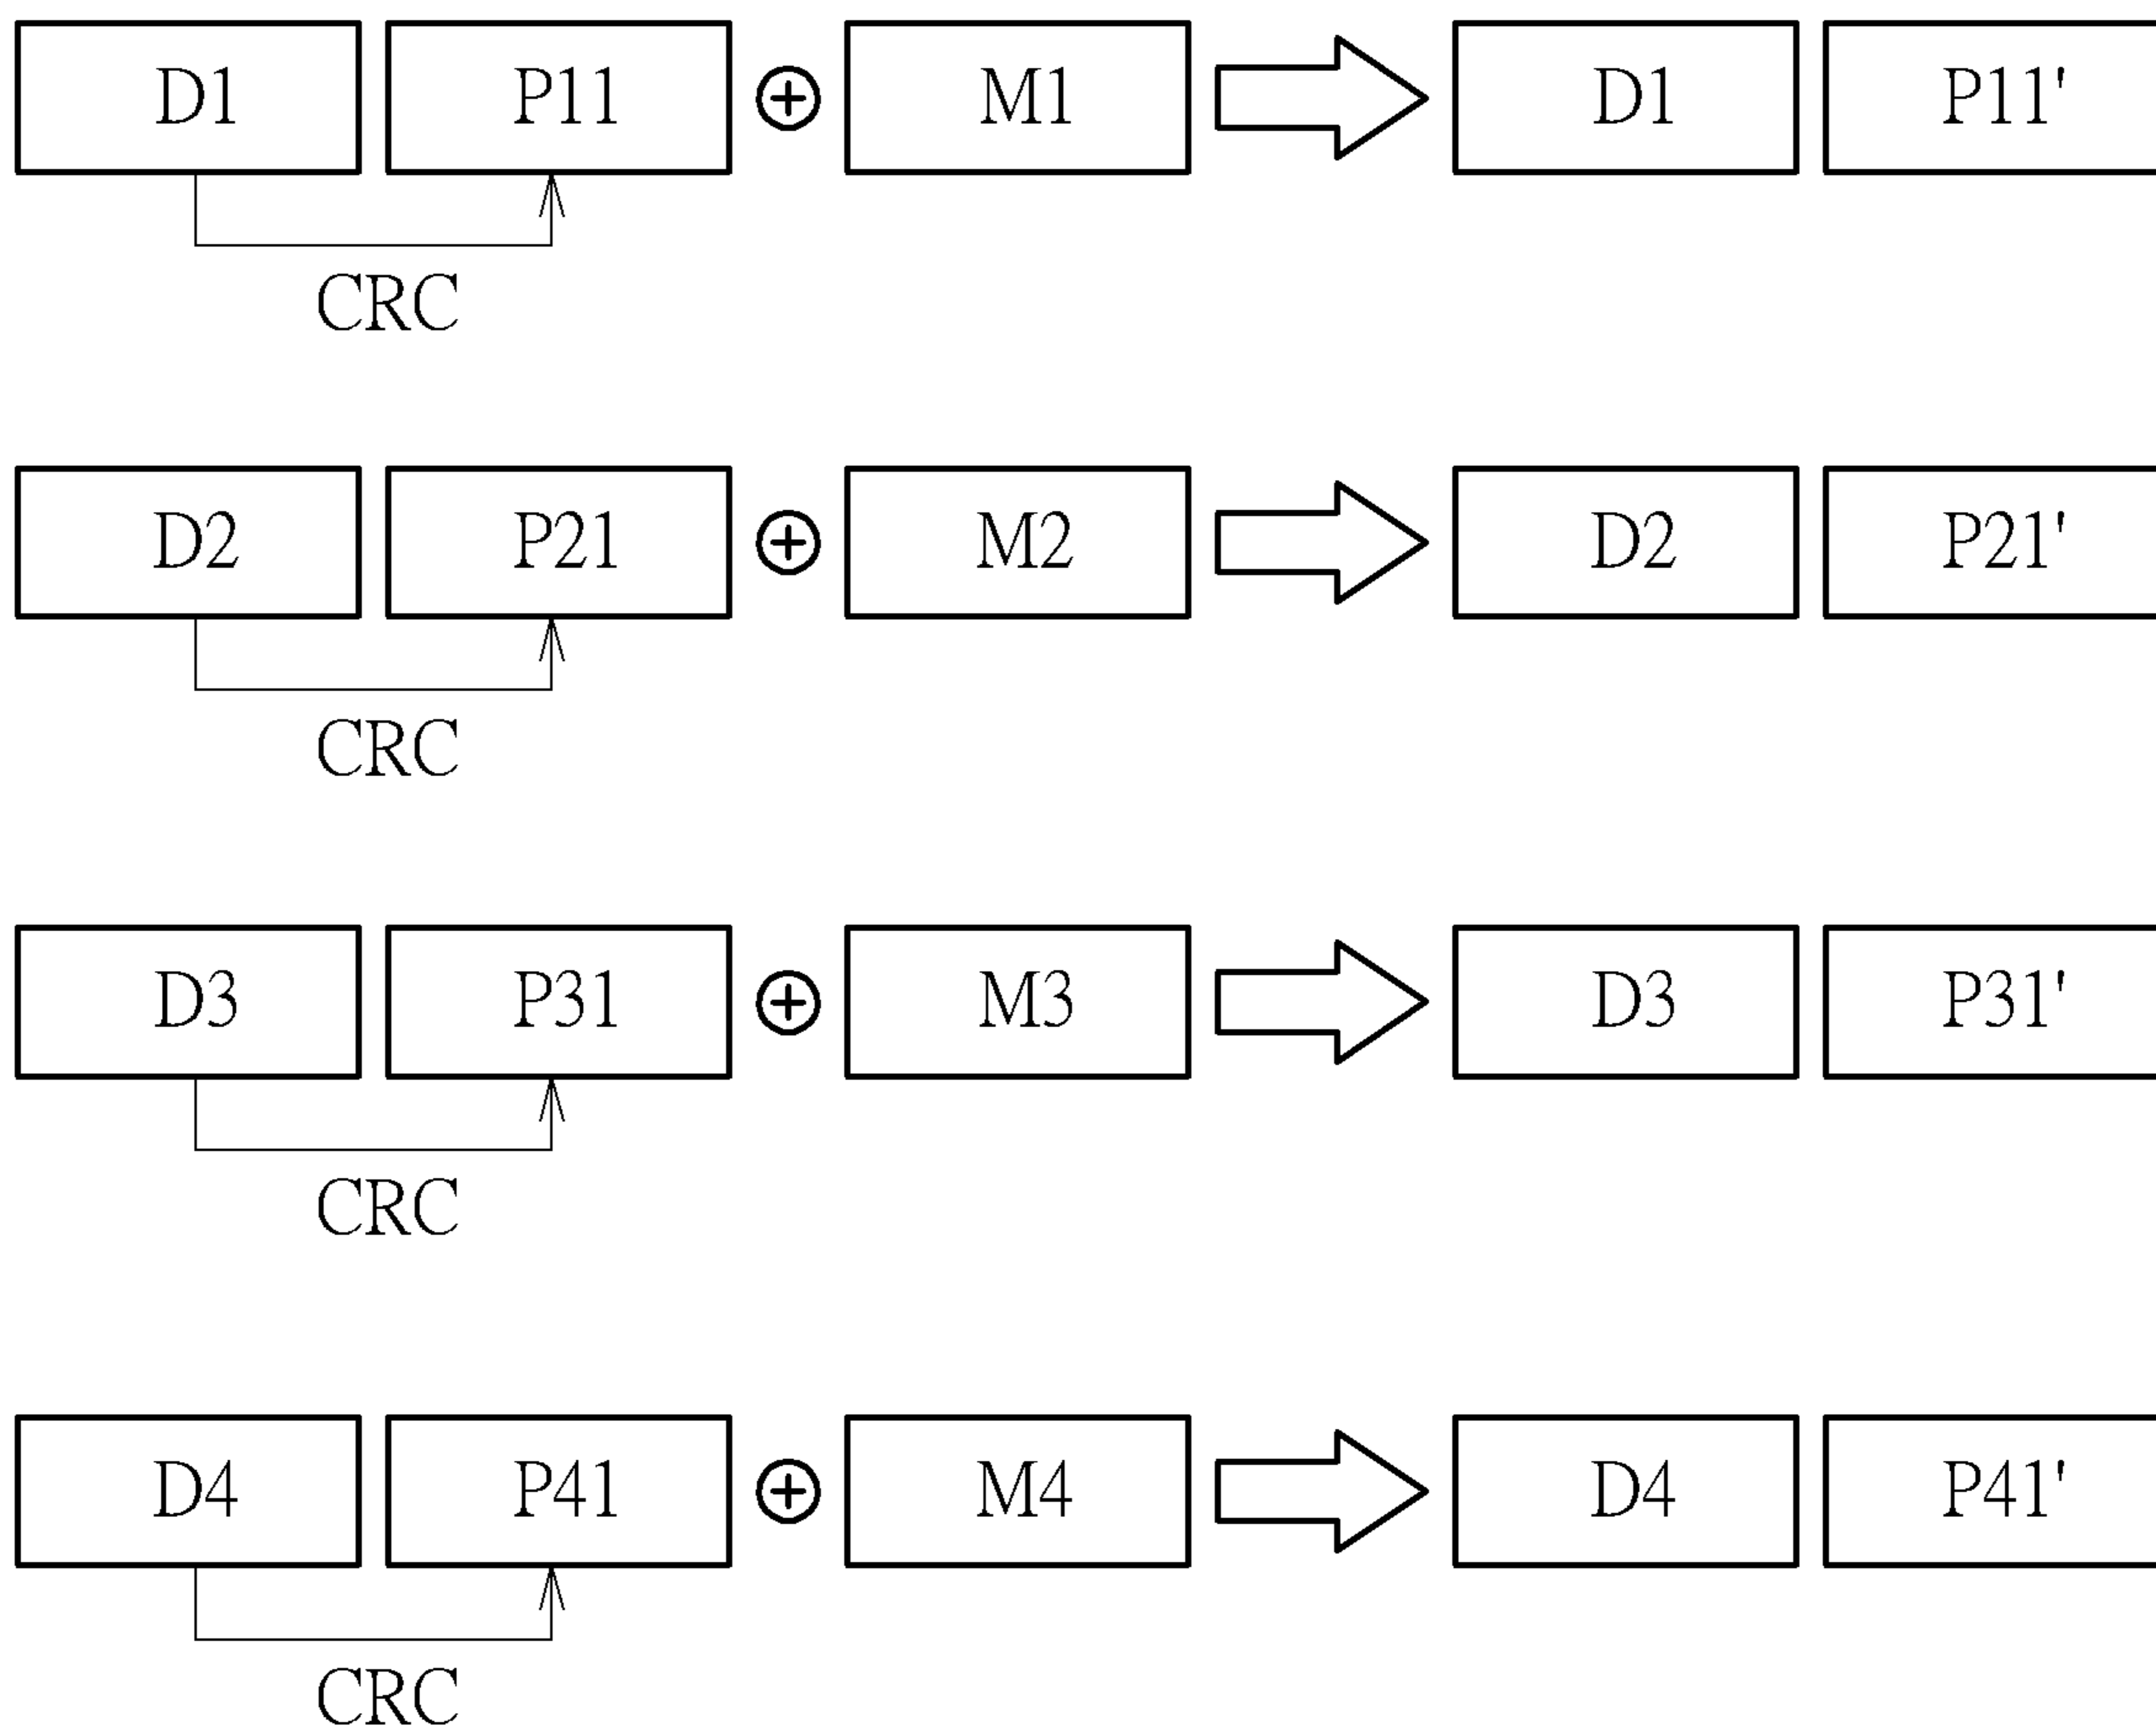 D1 P11 ⊕ M1 D1 P11'
CRC
D2 P21 ⊕ M2 D2 P21'
CRC
D3 P31 ⊕ M3 D3 P31'
CRC
D4 P41 ⊕ M4 D4 P41'
CRC